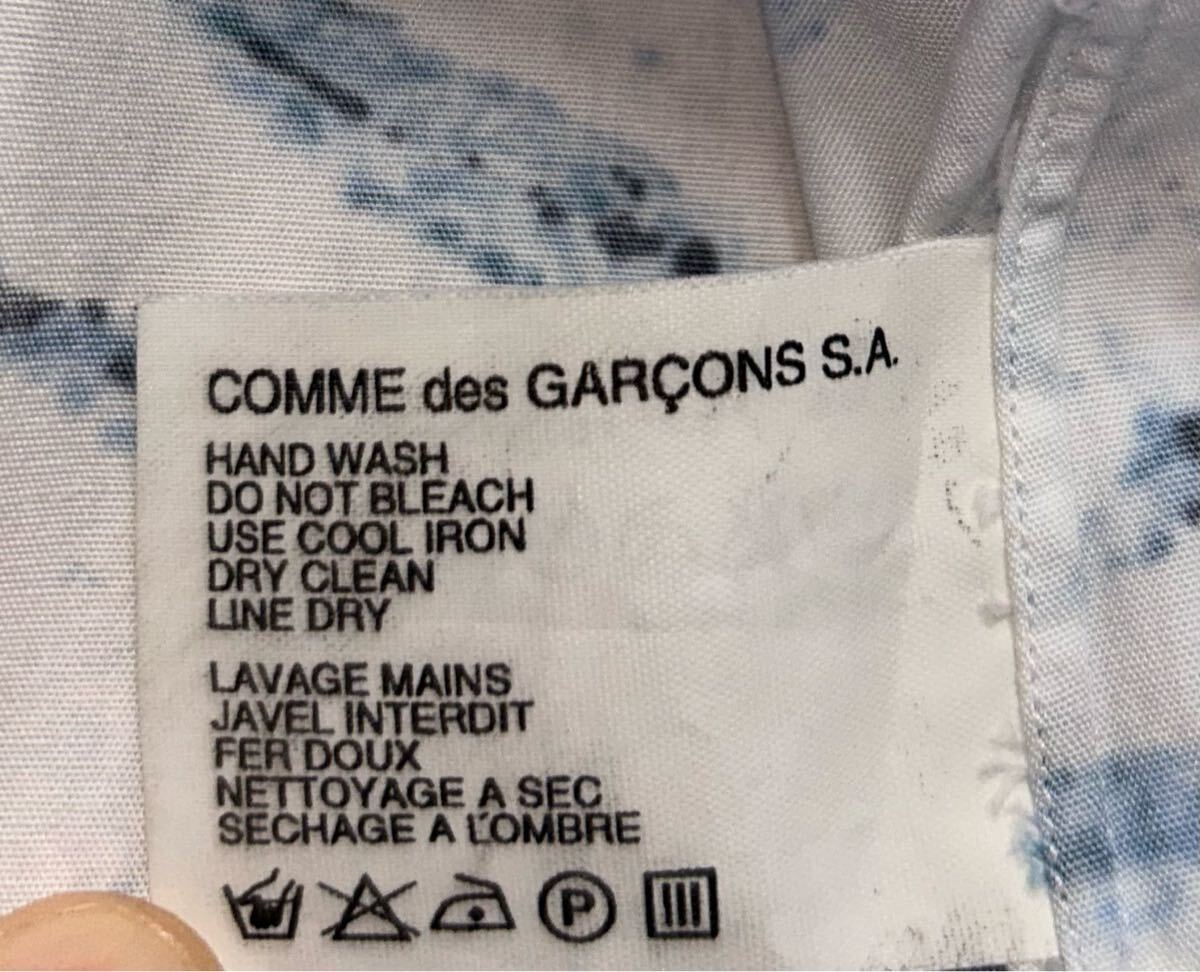 COMME des GARÇONS S.A.
HAND WASH
DO NOT BLEACH
USE COOL IRON
DRY CLEAN
LINE DRY
LAVAGE MAINS
JAVEL INTERDIT
FER DOUX
NETTOYAGE A SEC
SECHAGE A L'OMBRE
P